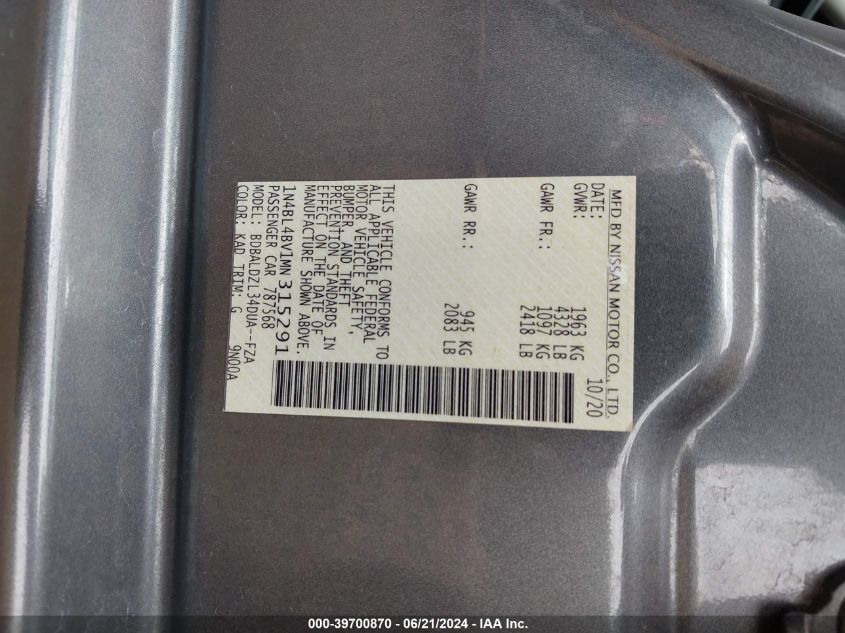 MFD BY NISSAN MOTOR CO., LTD.
DATE: 10/20
GVWR: 1963 KG
4328 LB
GAWR FR.: 1097 KG
2418 LB
GAWR RR.: 945 KG
2083 LB
THIS VEHICLE CONFORMS TO
ALL APPLICABLE FEDERAL
MOTOR VEHICLE SAFETY,
BUMPER, AND THEFT
PREVENTION STANDARDS IN
EFFECT ON THE DATE OF
MANUFACTURE SHOWN ABOVE.
1N4BL4BV1MN315291
PASSENGER CAR 787568
MODEL: BDBALDZL34DUA--FZA
COLOR: KAD TRIM: G 9N00A
000-39700870 - 06/21/2024 - IAA Inc.